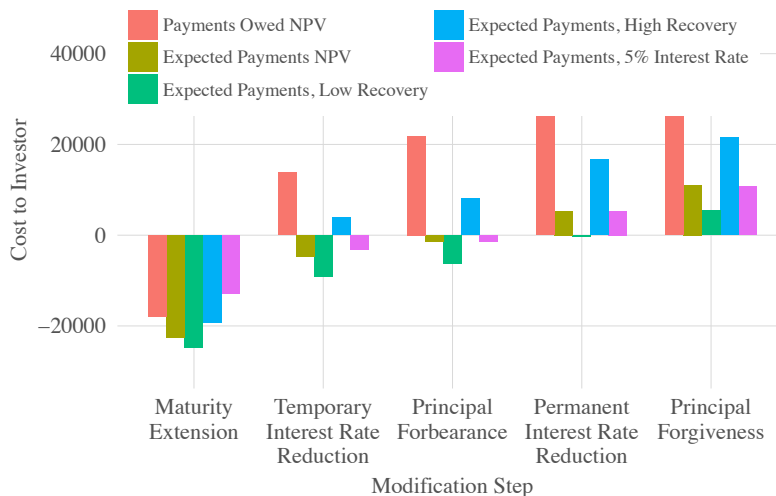 Payments Owed NPV
Expected Payments NPV
Expected Payments, Low Recovery
Expected Payments, High Recovery
Expected Payments, 5% Interest Rate
Cost to Investor
40000
20000
0
−20000
Maturity
Extension
Temporary
Interest Rate
Reduction
Principal
Forbearance
Permanent
Interest Rate
Reduction
Principal
Forgiveness
Modification Step